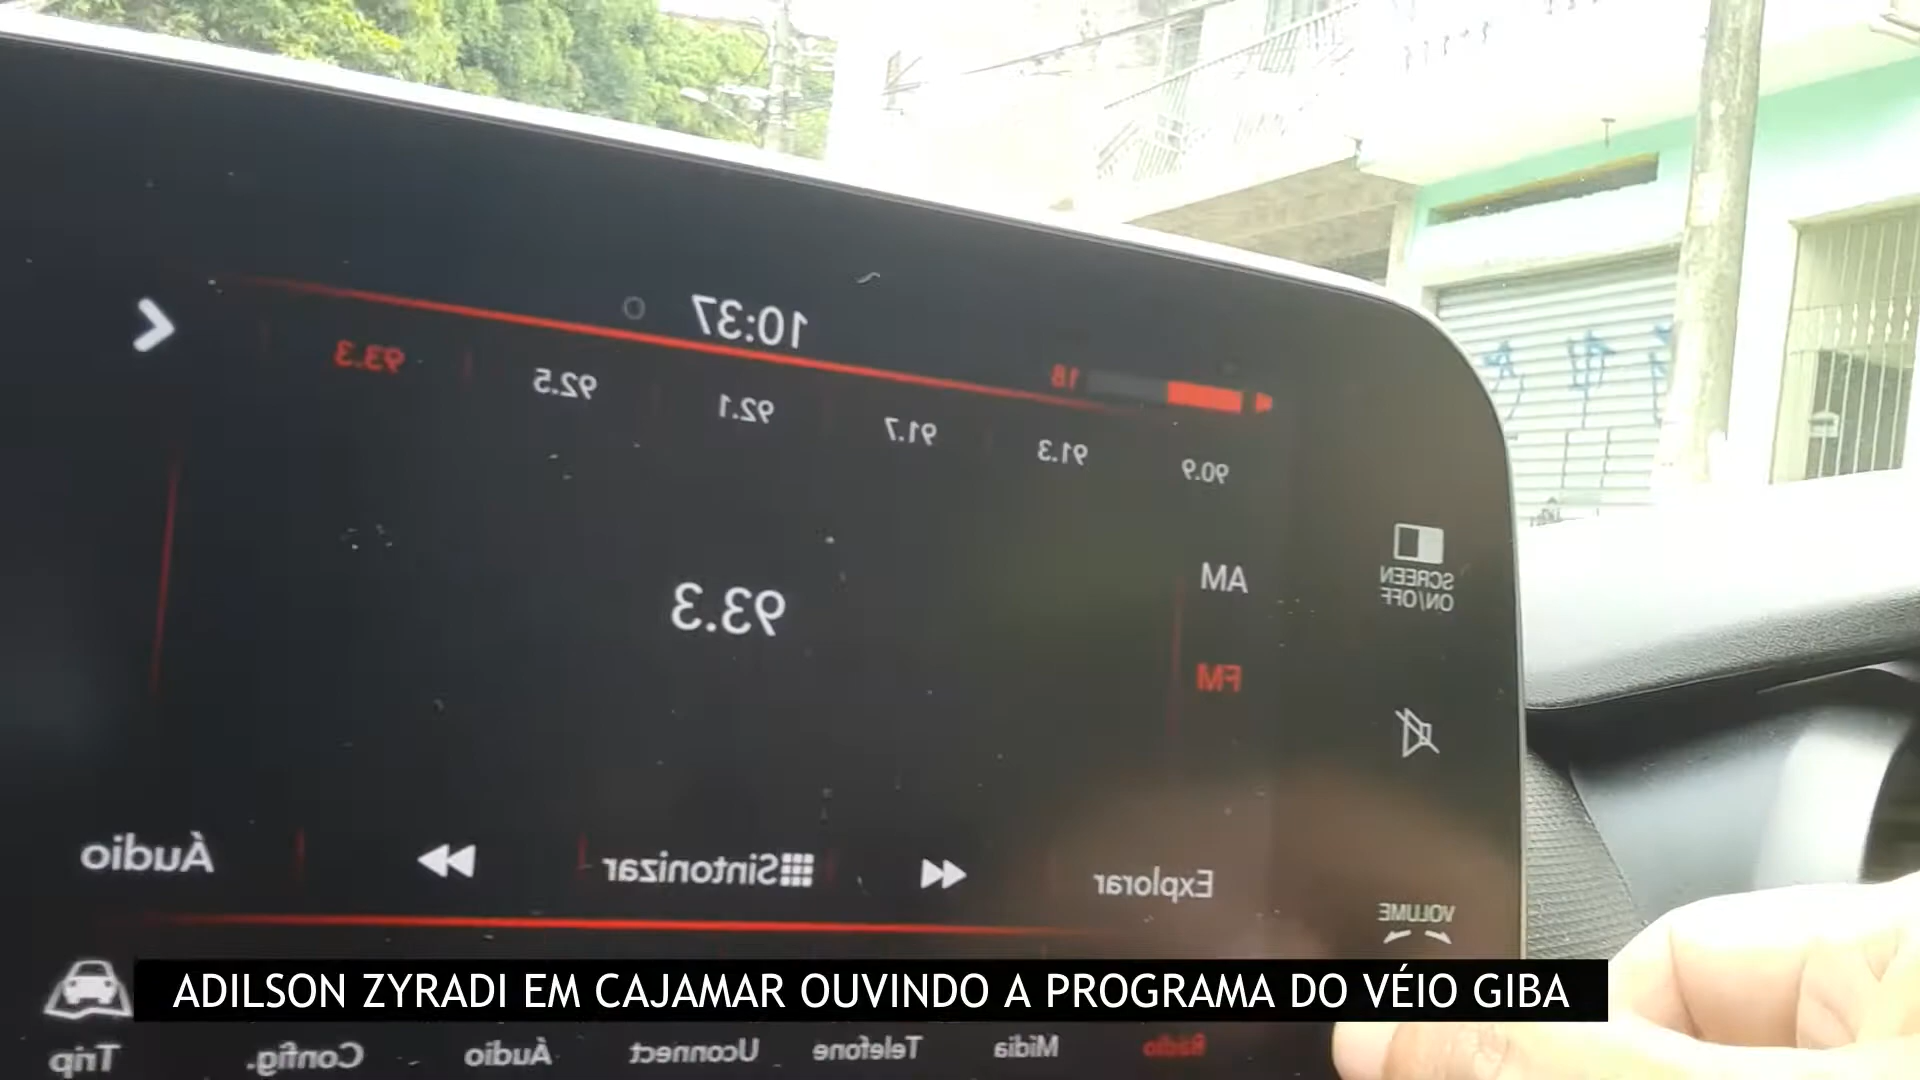 10:37
18
93.3 92.5 92.1 91.7 91.3 90.9
SCREEN
ON/OFF
AM
93.3
FM
Áudio Sintonizar Explorar
VOLUME
ADILSON ZYRADI EM CAJAMAR OUVINDO A PROGRAMA DO VÉIO GIBA
Trip Config. Áudio Uconnect Telefone Mídia Rádio